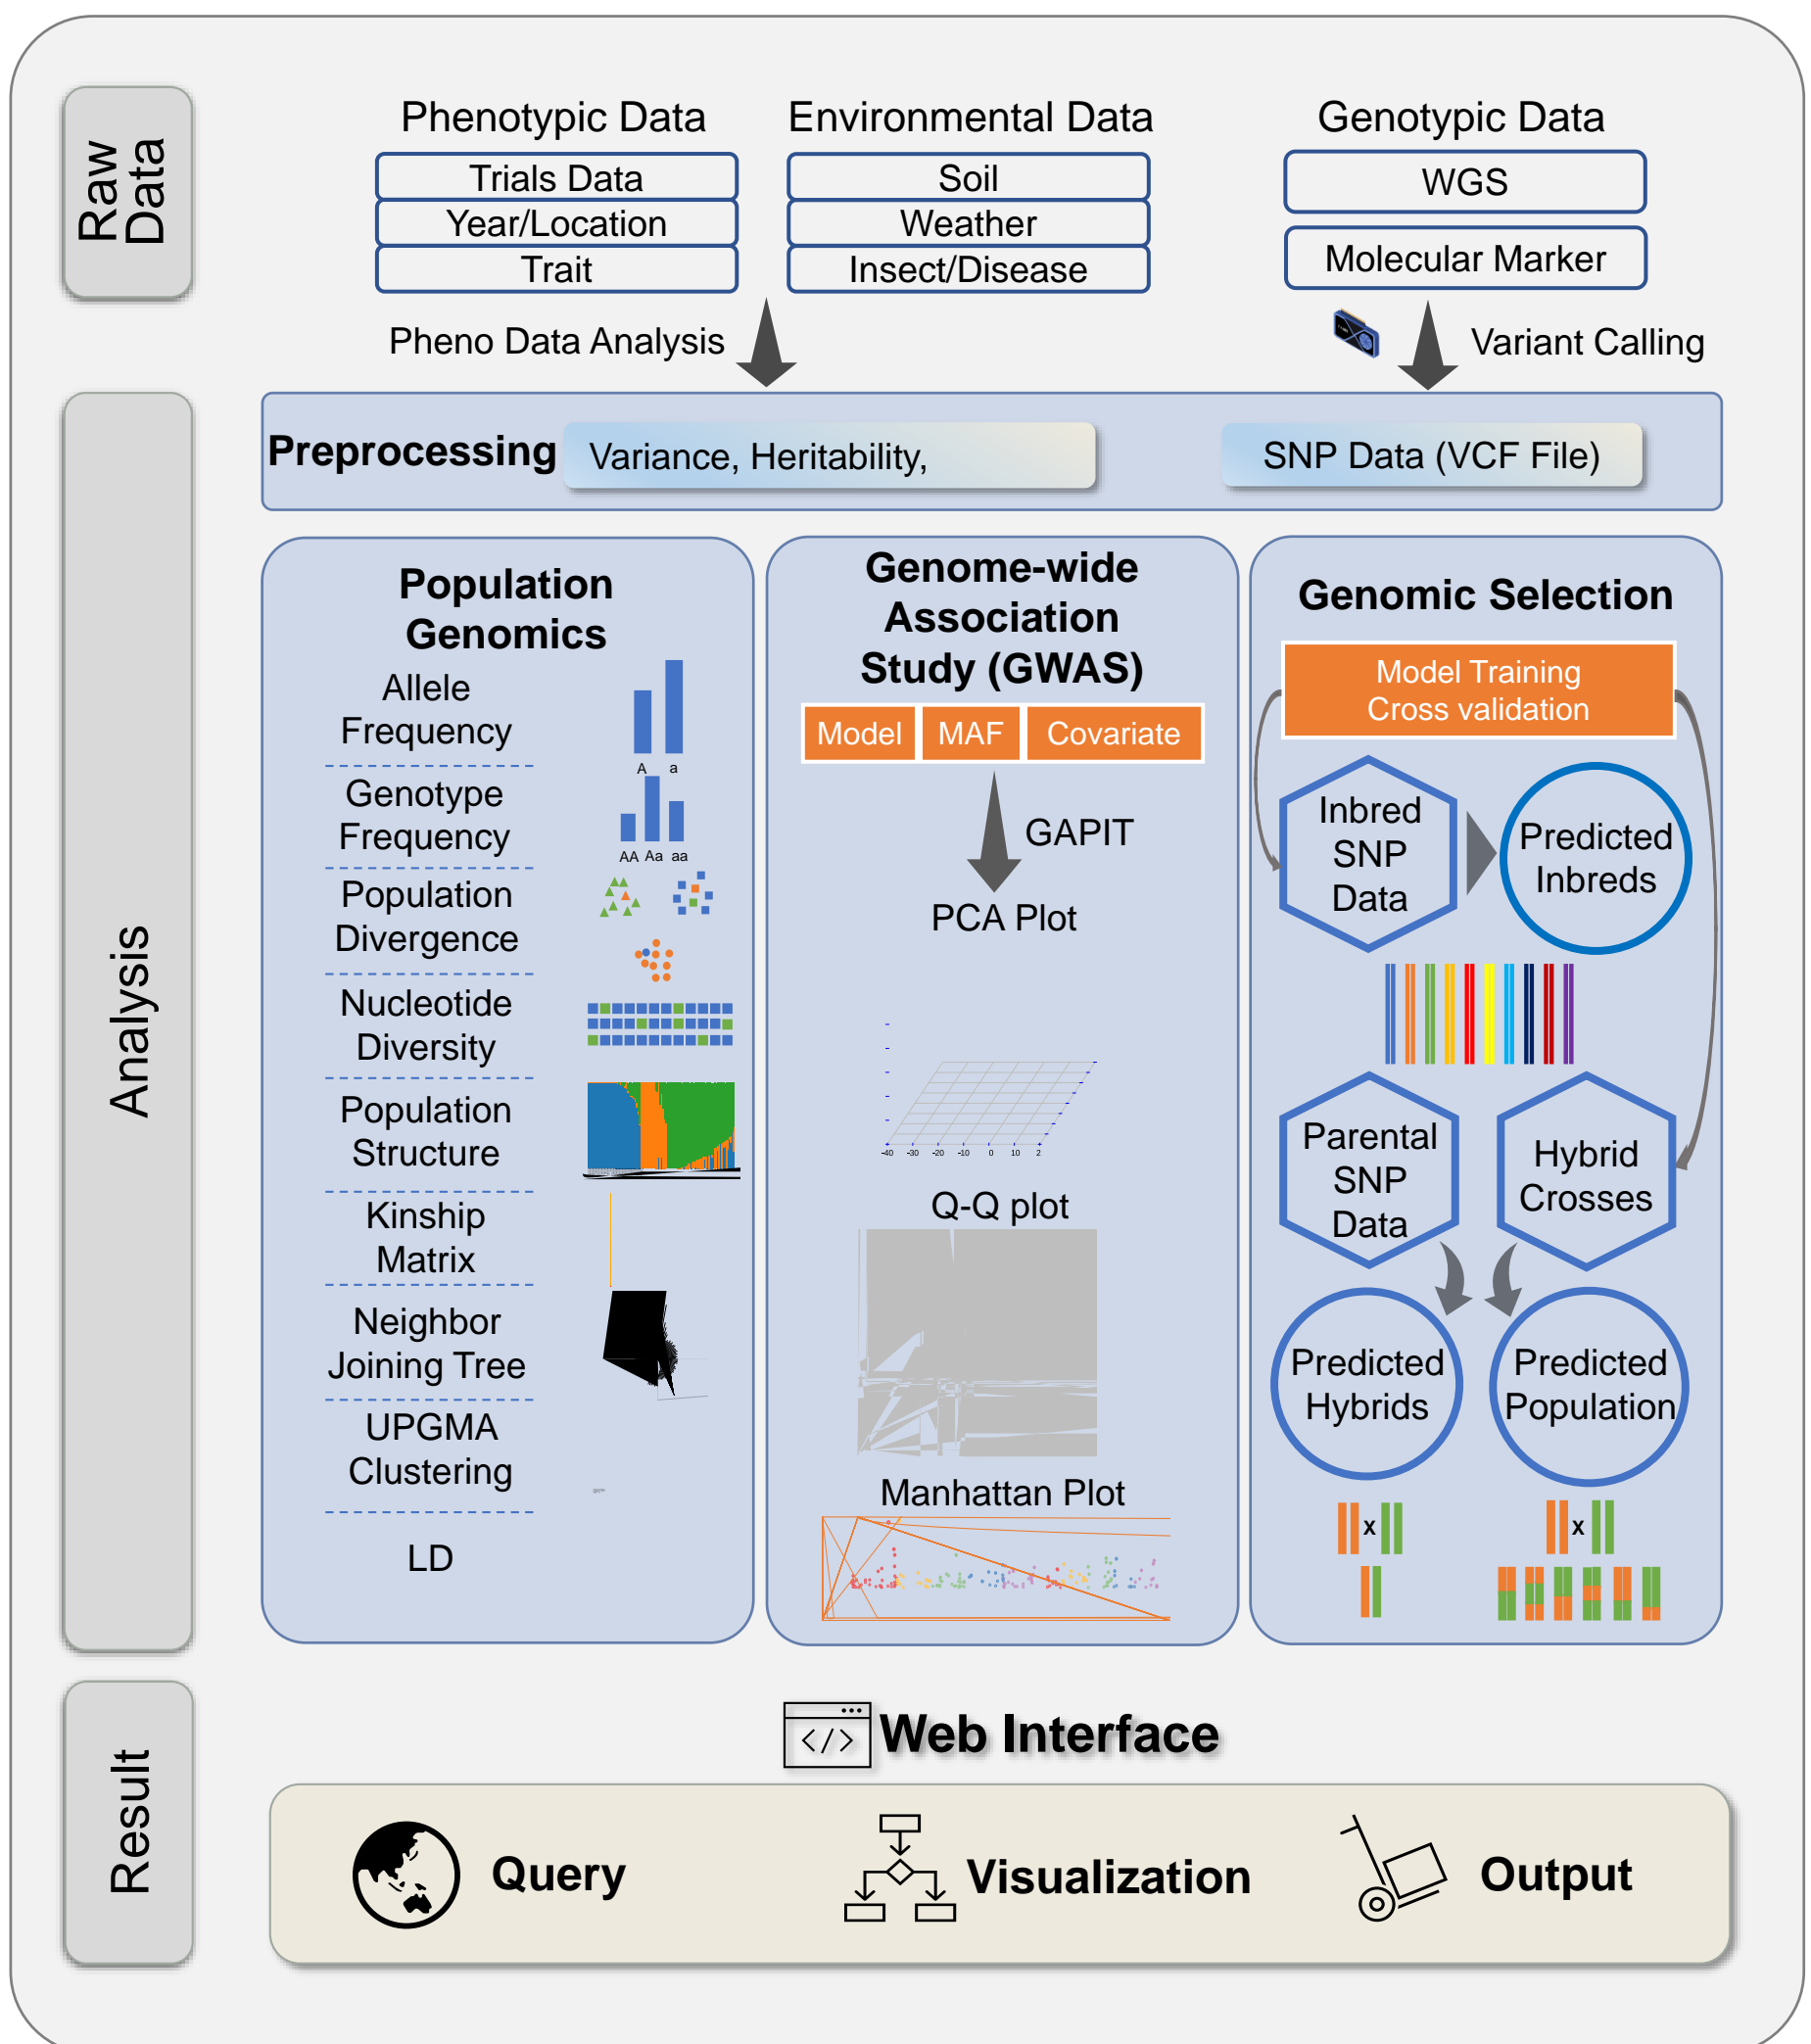 Raw
Data
Phenotypic Data
Trials Data
Year/Location
Trait
Environmental Data
Soil
Weather
Insect/Disease
Genotypic Data
WGS
Molecular Marker
Pheno Data Analysis
Variant Calling
Analysis
Preprocessing
Variance, Heritability,
SNP Data (VCF File)
Population
Genomics
Allele
Frequency
A a
Genotype
Frequency
AA Aa aa
Population
Divergence
Nucleotide
Diversity
Population
Structure
Kinship
Matrix
Neighbor
Joining Tree
UPGMA
Clustering
LD
Genome-wide
Association
Study (GWAS)
Model MAF Covariate
GAPIT
PCA Plot
-40 -30 -20 -10 0 10 2
Q-Q plot
Manhattan Plot
Genomic Selection
Model Training
Cross validation
Inbred
SNP
Data
Predicted
Inbreds
Parental
SNP
Data
Hybrid
Crosses
Predicted
Hybrids
Predicted
Population
x
x
Result
</> Web Interface
Query
Visualization
Output